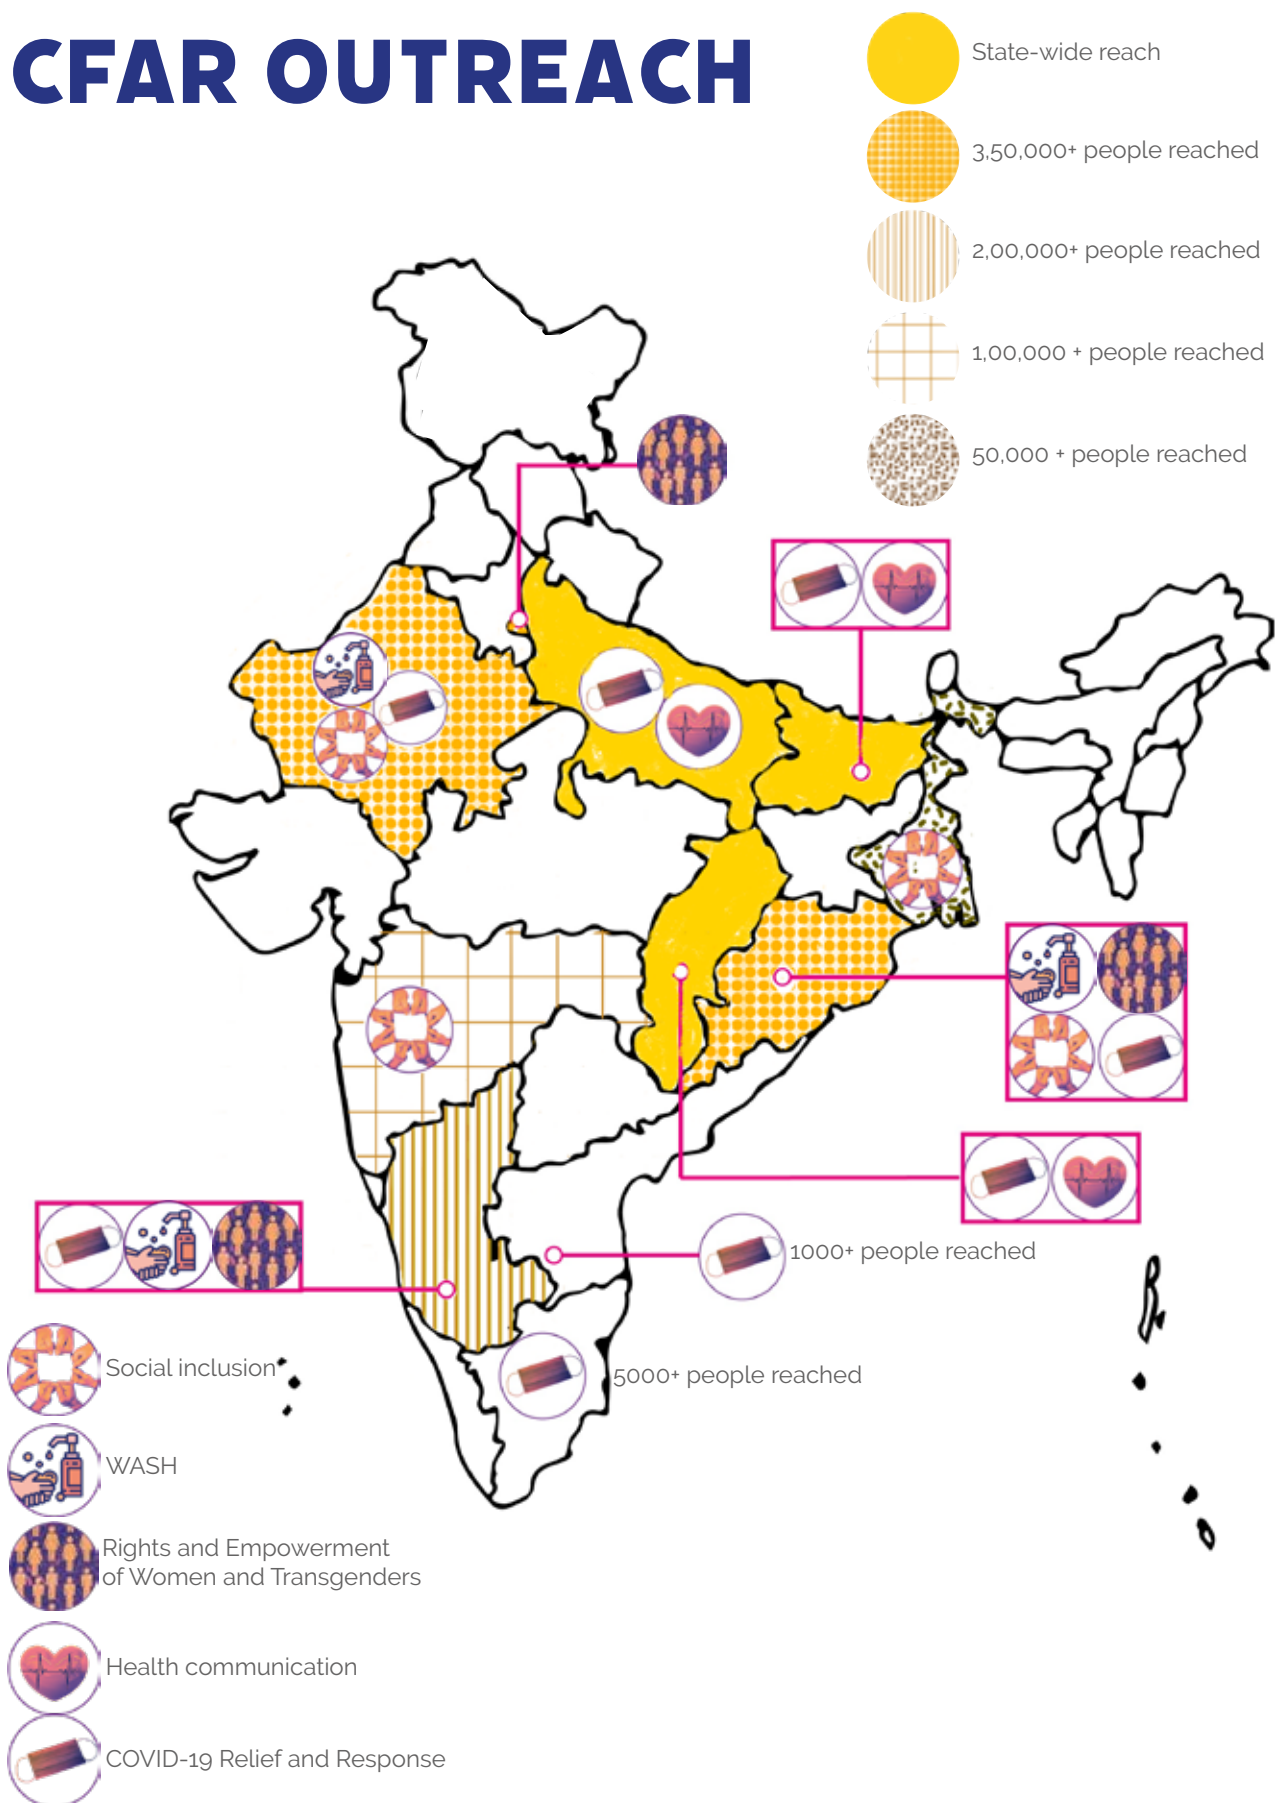 CFAR OUTREACH
State-wide reach
3,50,000+ people reached
2,00,000+ people reached
1,00,000 + people reached
50,000 + people reached
1000+ people reached
5000+ people reached
Social inclusion
WASH
Rights and Empowerment
of Women and Transgenders
Health communication
COVID-19 Relief and Response